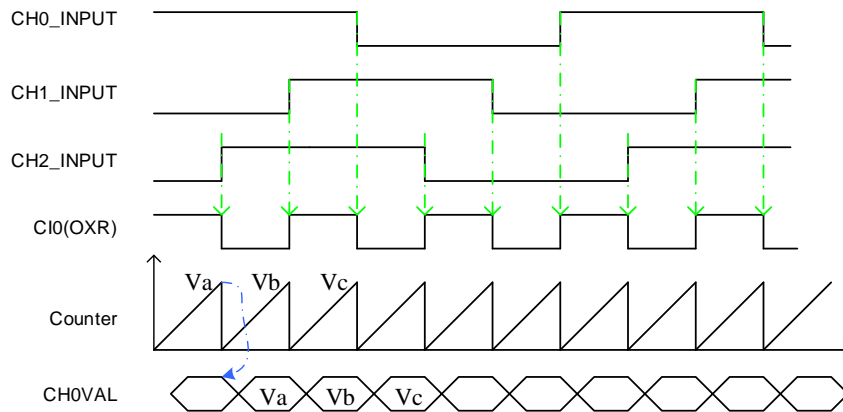 CH0_INPUT
CH1_INPUT
CH2_INPUT
CI0(OXR)
Va Vb Vc
Counter
CH0VAL Va Vb Vc